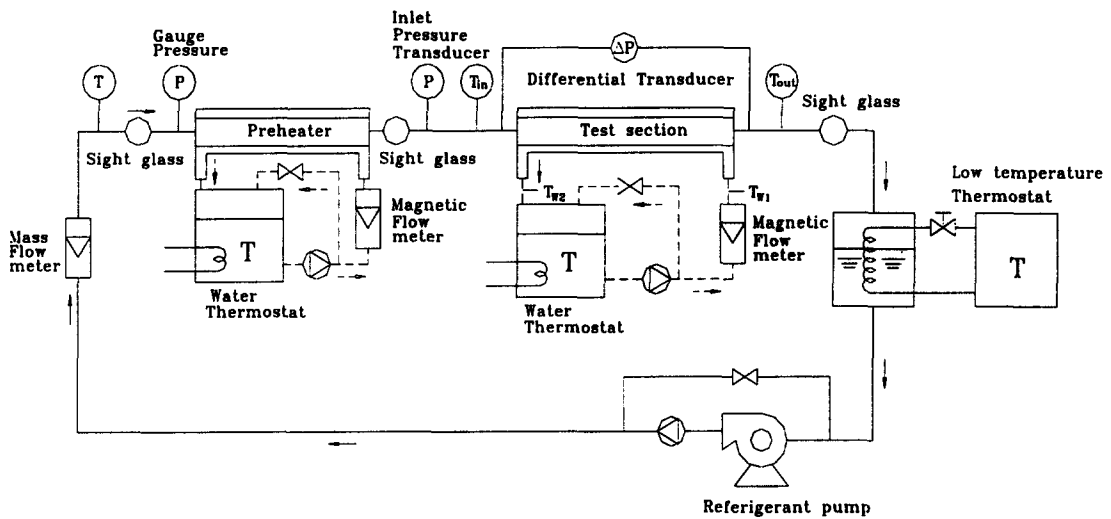 Gauge
Pressure
Inlet
Pressure
Transducer
T
P
P
Tin
ΔP
Differential Transducer
Tout
Sight glass
Preheater
Test section
Sight glass
Sight glass
TW2
TW1
Low temperature
Thermostat
Mass
Flow
meter
T
Magnetic
Flow
meter
T
Magnetic
Flow
meter
T
Water
Thermostat
Water
Thermostat
Referigerant pump